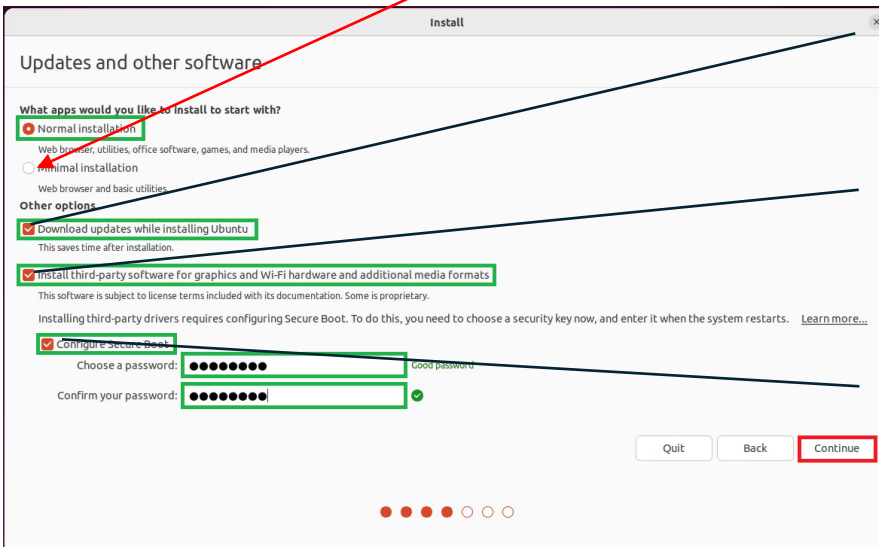 Install
Updates and other software
What apps would you like to install to start with?
Normal installation
Web browser, utilities, office software, games, and media players.
Minimal installation
Web browser and basic utilities.
Other options
Download updates while installing Ubuntu
This saves time after installation.
Install third-party software for graphics and Wi-Fi hardware and additional media formats
This software is subject to license terms included with its documentation. Some is proprietary.
Installing third-party drivers requires configuring Secure Boot. To do this, you need to choose a security key now, and enter it when the system restarts. Learn more...
Configure Secure Boot
Choose a password: ●●●●●●●● Good password
Confirm your password: ●●●●●●●●
Quit Back Continue